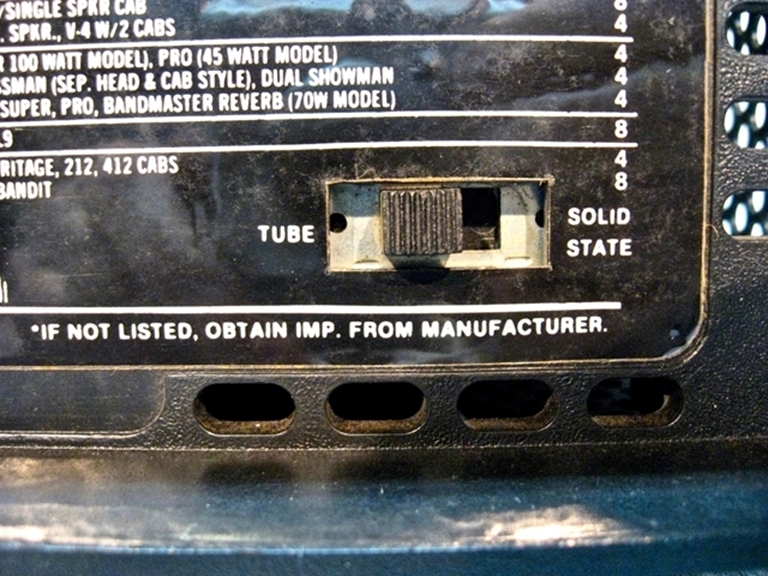 /SINGLE SPKR CAB 8
. SPKR., V-4 W/2 CABS 4
R 100 WATT MODEL), PRO (45 WATT MODEL) 4
SSMAN (SEP. HEAD & CAB STYLE), DUAL SHOWMAN 4
SUPER, PRO, BANDMASTER REVERB (70W MODEL) 4
L9 8
RITAGE, 212, 412 CABS 4
BANDIT 8
TUBE
SOLID
STATE
*IF NOT LISTED, OBTAIN IMP. FROM MANUFACTURER.